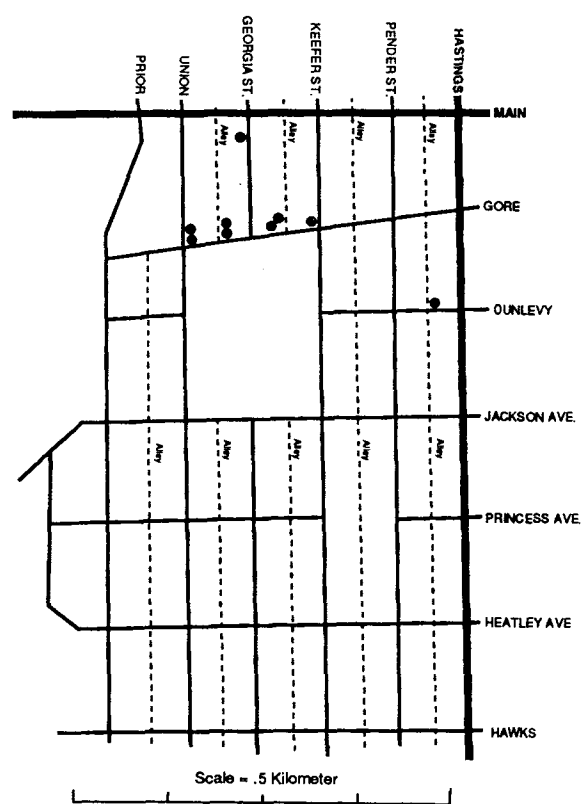 PRIOR
UNION
GEORGIA ST.
KEEFER ST.
PENDER ST.
HASTINGS
MAIN
Alley
Alley
Alley
Alley
GORE
OUNLEVY
JACKSON AVE.
Alley
Alley
Alley
Alley
Alley
PRINCESS AVE.
HEATLEY AVE
HAWKS
Scale = .5 Kilometer